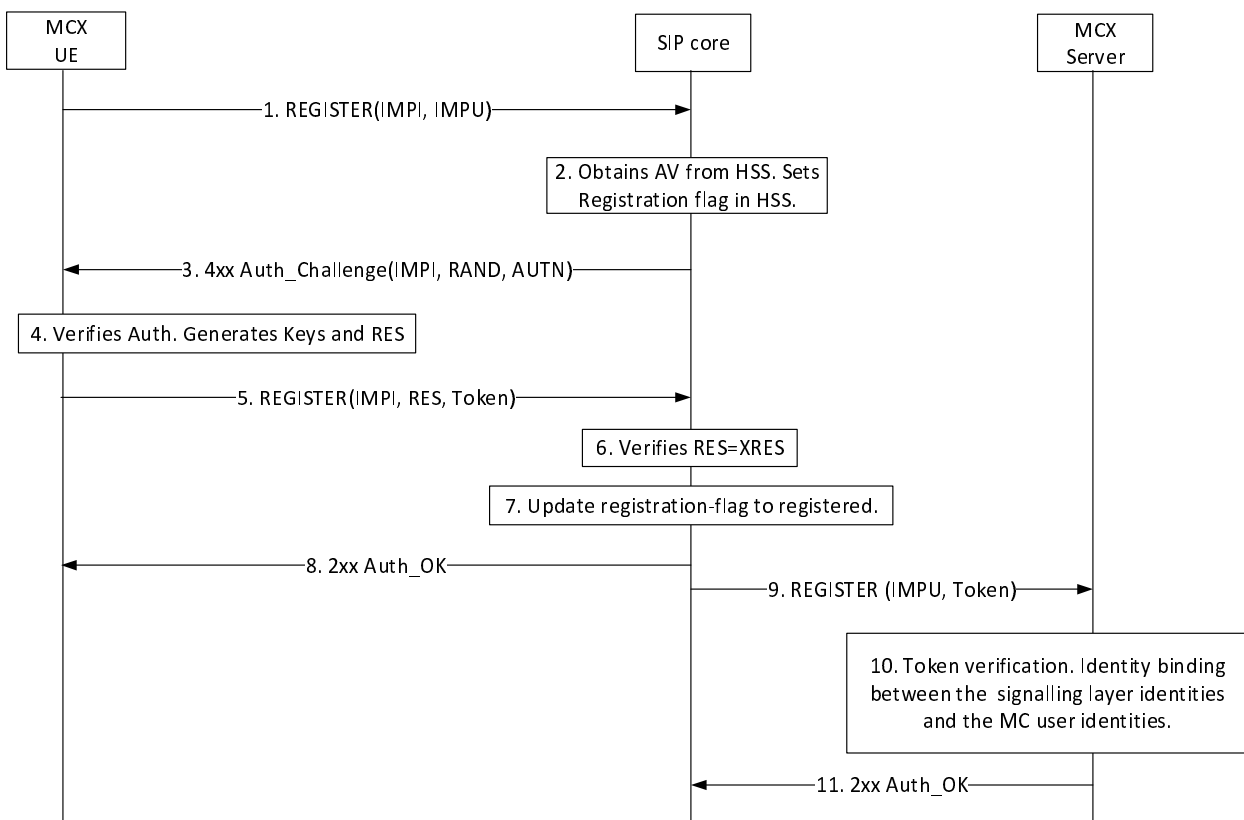 MCX
UE
SIP core
MCX
Server
1. REGISTER(IMPI, IMPU)
2. Obtains AV from HSS. Sets
Registration flag in HSS.
3. 4xx Auth_Challenge(IMPI, RAND, AUTN)
4. Verifies Auth. Generates Keys and RES
5. REGISTER(IMPI, RES, Token)
6. Verifies RES=XRES
7. Update registration-flag to registered.
8. 2xx Auth_OK
9. REGISTER (IMPU, Token)
10. Token verification. Identity binding
between the signalling layer identities
and the MC user identities.
11. 2xx Auth_OK